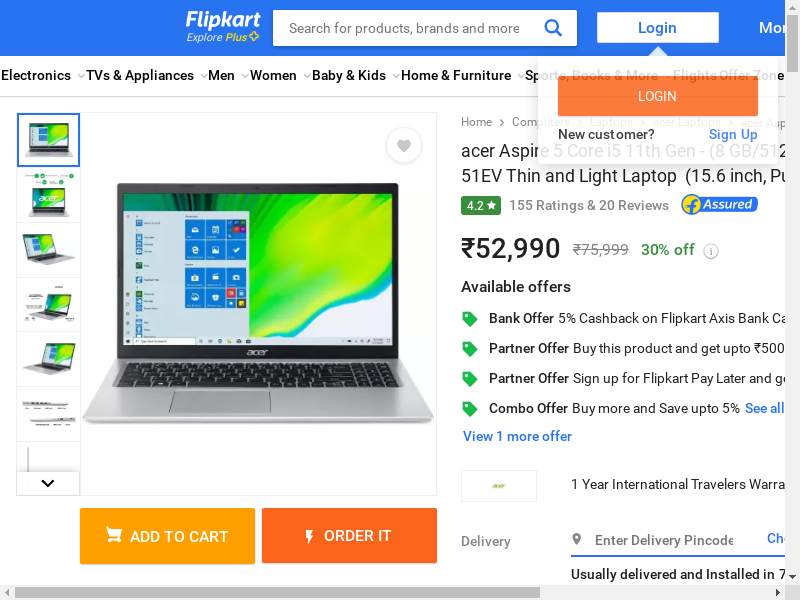 Flipkart
Explore Plus
Search for products, brands and more
Login
Electronics
TVs & Appliances
Men
Women
Baby & Kids
Home & Furniture
Sports, Books & More
Flights
Offer Zone
LOGIN
New customer?
Sign Up
Home
Computers
Laptops
acer Laptops
acer Asp
acer Aspire 5 Core i5 11th Gen - (8 GB/512
51EV Thin and Light Laptop (15.6 inch, Pu
4.2
155 Ratings & 20 Reviews
Assured
₹52,990
₹75,999
30% off
i
Available offers
Bank Offer 5% Cashback on Flipkart Axis Bank Ca
Partner Offer Buy this product and get upto ₹500
Partner Offer Sign up for Flipkart Pay Later and ge
Combo Offer Buy more and Save upto 5% See all
View 1 more offer
acer
acer
1 Year International Travelers Warra
ADD TO CART
ORDER IT
Delivery
Enter Delivery Pincode
Usually delivered and Installed in 7